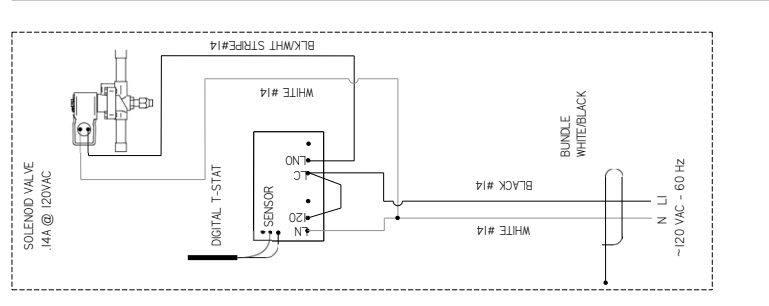 BLK/WHT STRIPE#14
WHITE #14
SOLENOID VALVE
.14A @ 120VAC
DIGITAL T-STAT
SENSOR
LNO
LC
120
LN
BLACK #14
WHITE #14
BUNDLE
WHITE/BLACK
L1
N
~120 VAC - 60 Hz